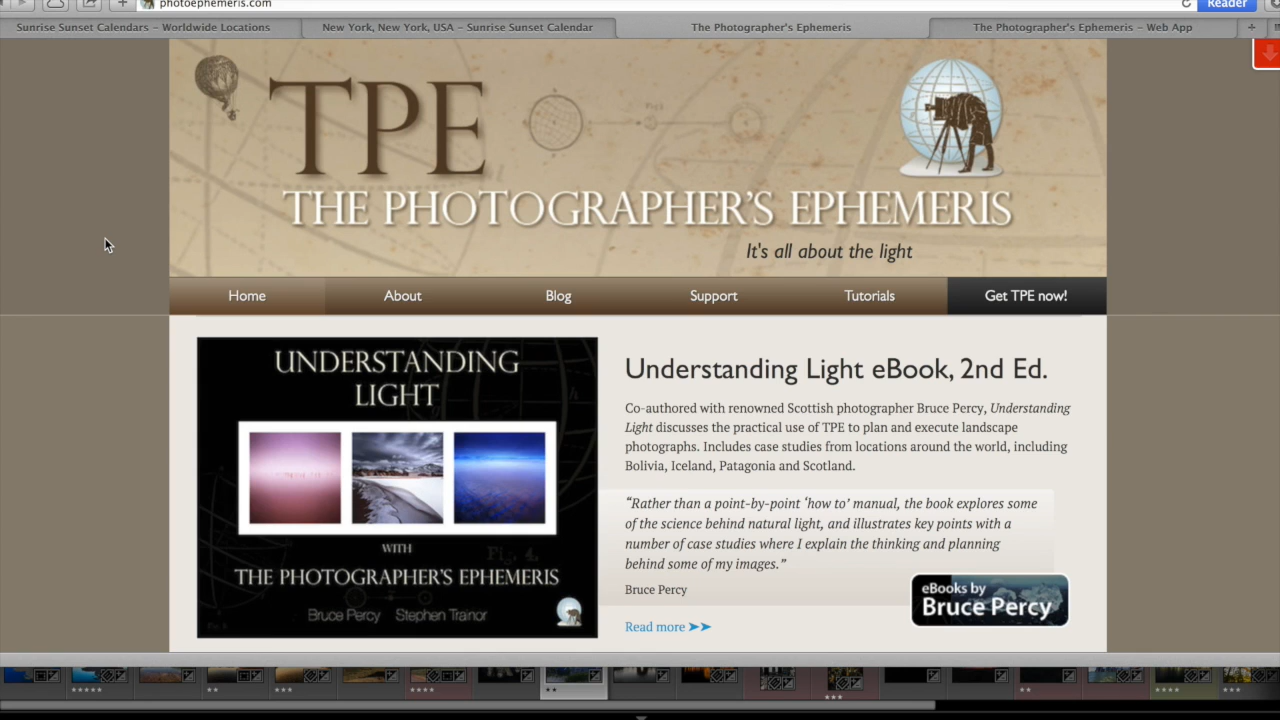 photoephemeris.com
Reader
Sunrise Sunset Calendars – Worldwide Locations
New York, New York, USA – Sunrise Sunset Calendar
The Photographer's Ephemeris
The Photographer's Ephemeris – Web App
TPE
THE PHOTOGRAPHER'S EPHEMERIS
It's all about the light
Home
About
Blog
Support
Tutorials
Get TPE now!
UNDERSTANDING
LIGHT
WITH
THE PHOTOGRAPHER'S EPHEMERIS
Bruce Percy Stephen Trainor
Understanding Light eBook, 2nd Ed.
Co-authored with renowned Scottish photographer Bruce Percy, Understanding
Light discusses the practical use of TPE to plan and execute landscape
photographs. Includes case studies from locations around the world, including
Bolivia, Iceland, Patagonia and Scotland.
“Rather than a point-by-point ‘how to’ manual, the book explores some
of the science behind natural light, and illustrates key points with a
number of case studies where I explain the thinking and planning
behind some of my images.”
Bruce Percy
eBooks by
Bruce Percy
Read more